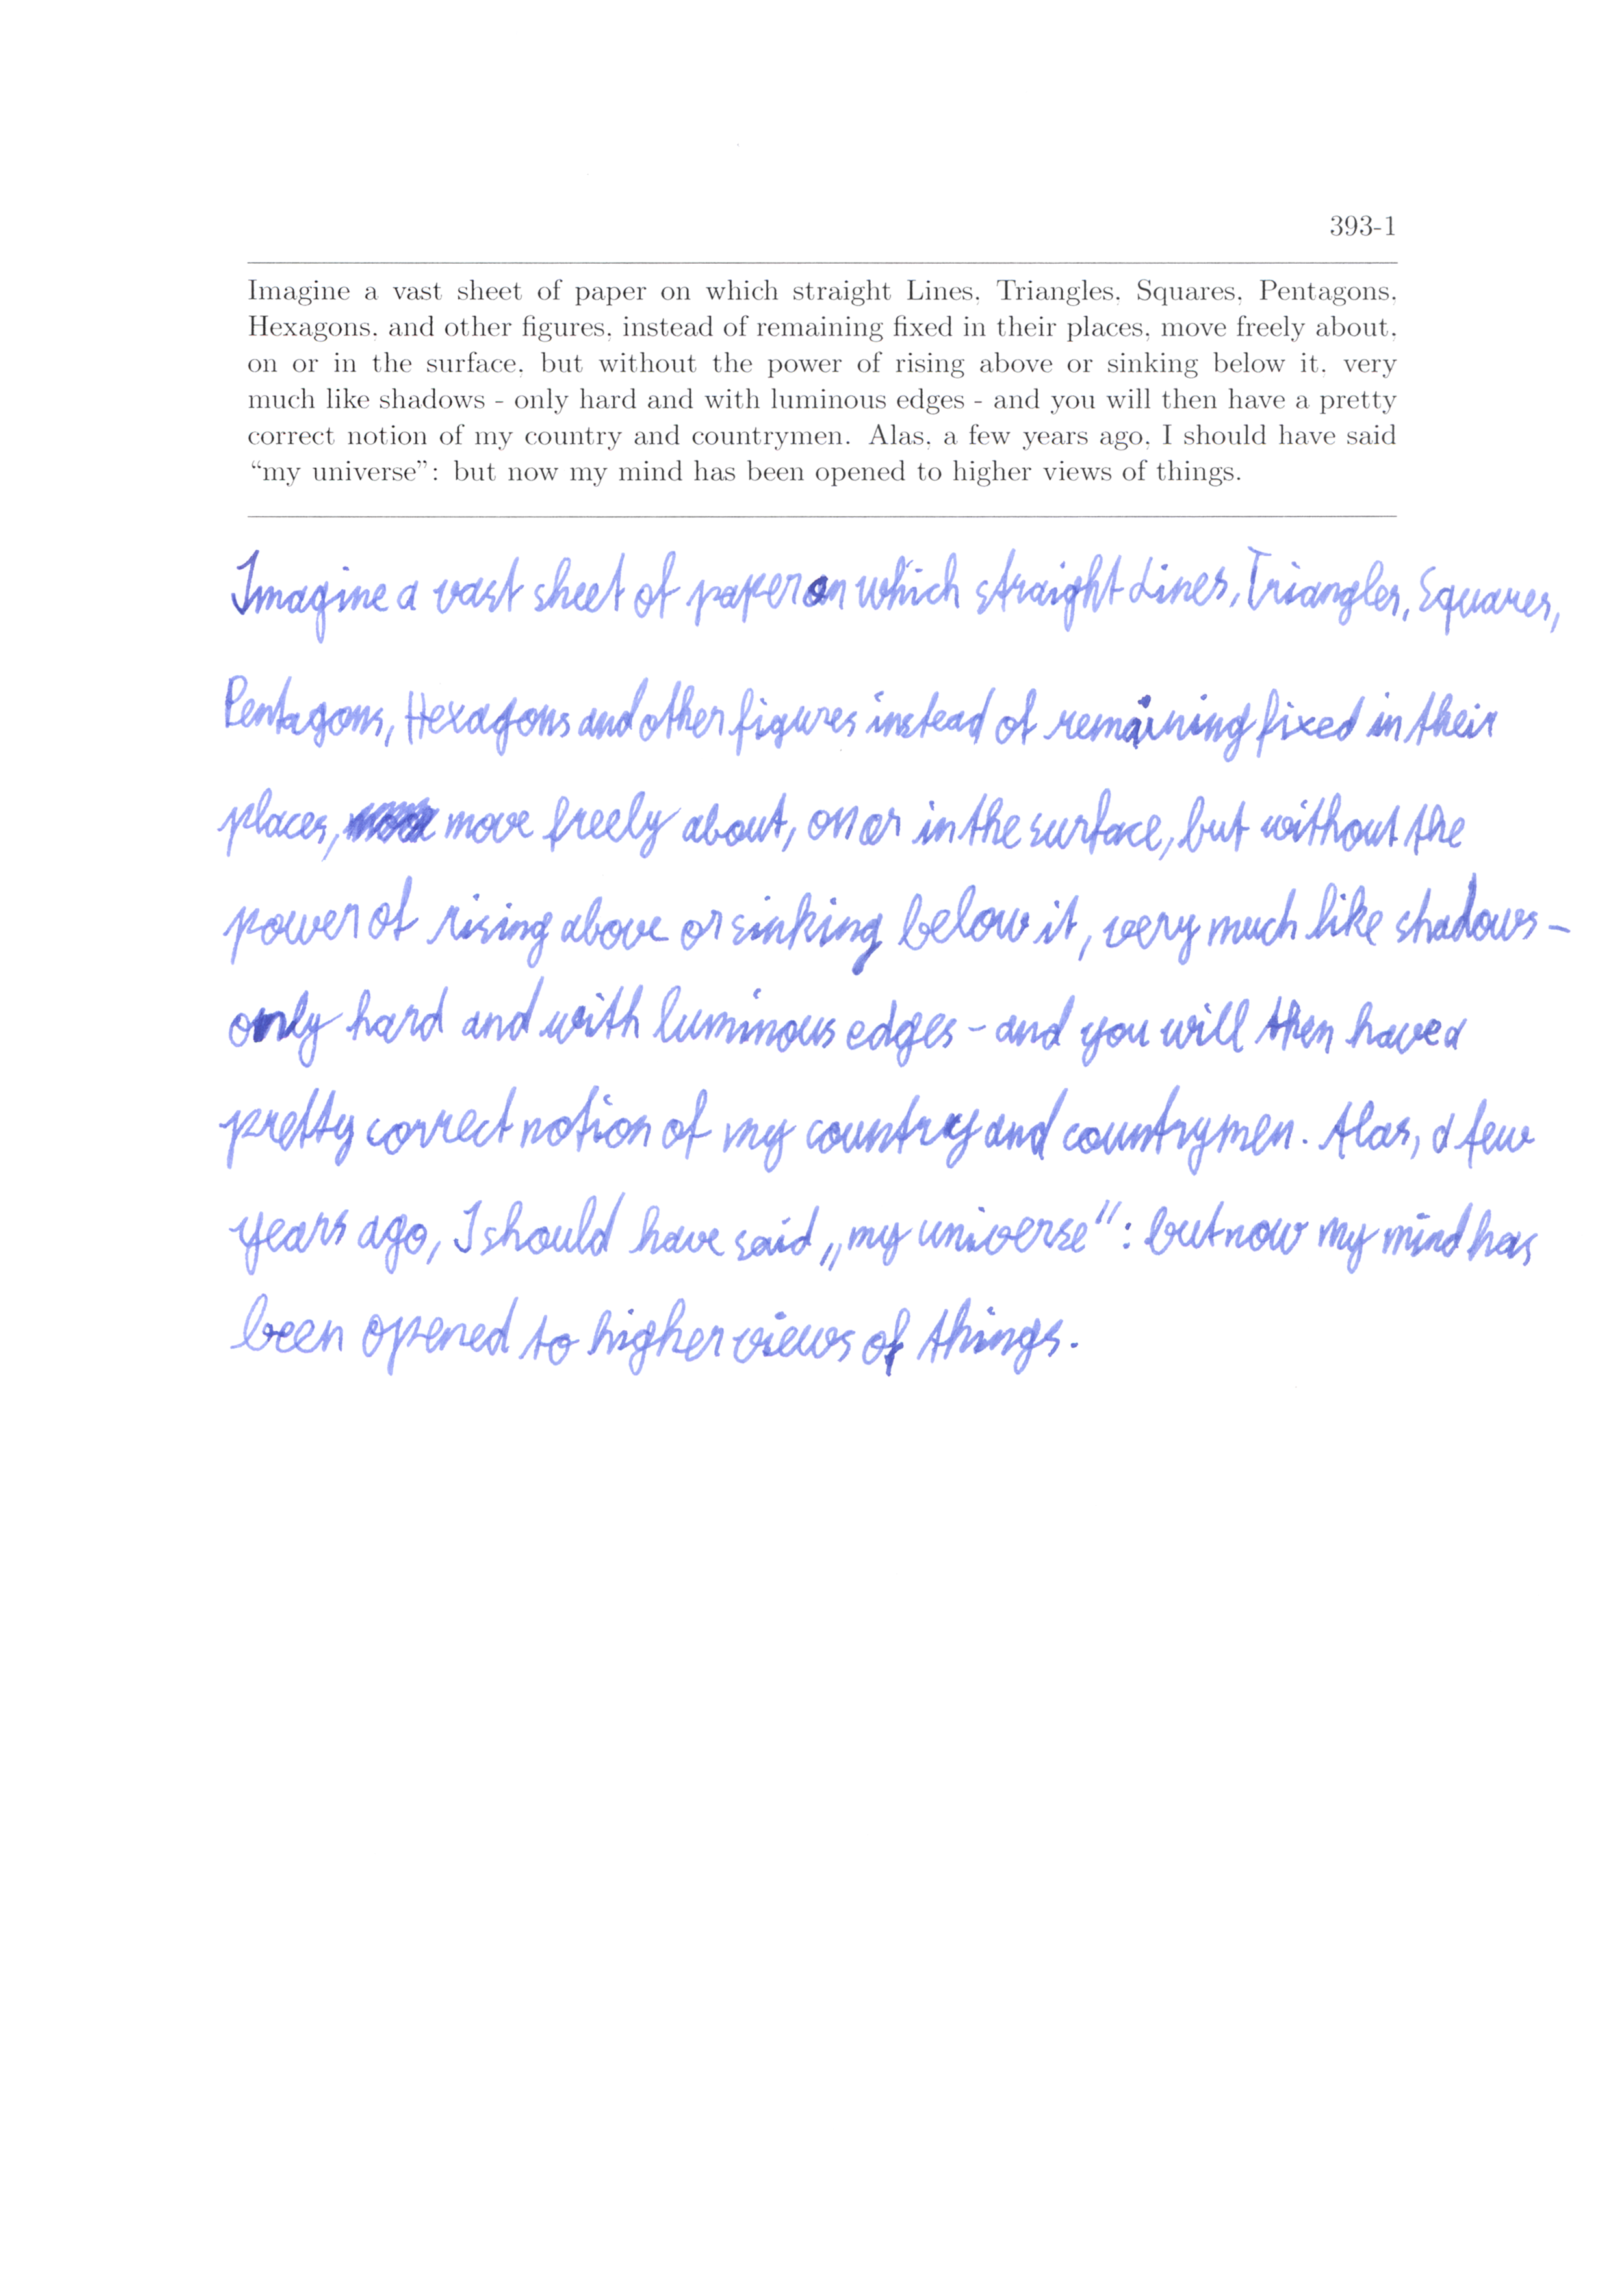 393-1
Imagine a vast sheet of paper on which straight Lines, Triangles, Squares, Pentagons,
Hexagons, and other figures, instead of remaining fixed in their places, move freely about,
on or in the surface, but without the power of rising above or sinking below it, very
much like shadows - only hard and with luminous edges - and you will then have a pretty
correct notion of my country and countrymen. Alas, a few years ago, I should have said
“my universe”: but now my mind has been opened to higher views of things.
Imagine a vast sheet of paper on which straight Lines, Triangles, Squares,
Pentagons, Hexagons and other figures instead of remaining fixed in their
places, move freely about, on or in the surface, but without the
power of rising above or sinking below it, very much like shadows -
only hard and with luminous edges - and you will then have a
pretty correct notion of my country and countrymen. Alas, a few
years ago, I should have said „my universe": but now my mind has
been opened to higher views of things.